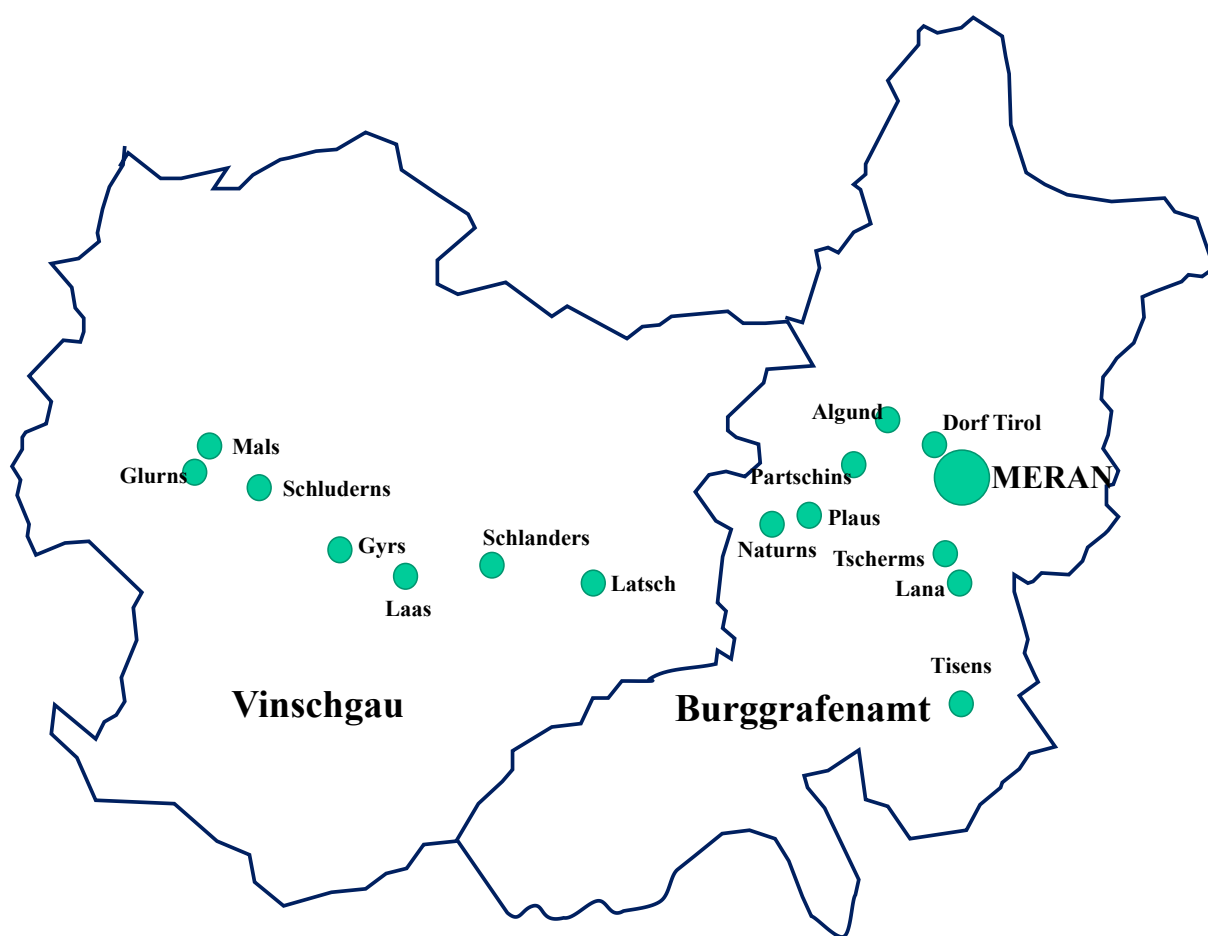 Algund
Dorf Tirol
Mals
Glurns
Partschins
MERAN
Schluderns
Plaus
Schlanders
Gyrs
Naturns
Tscherms
Latsch
Lana
Laas
Tisens
Vinschgau
Burggrafenamt